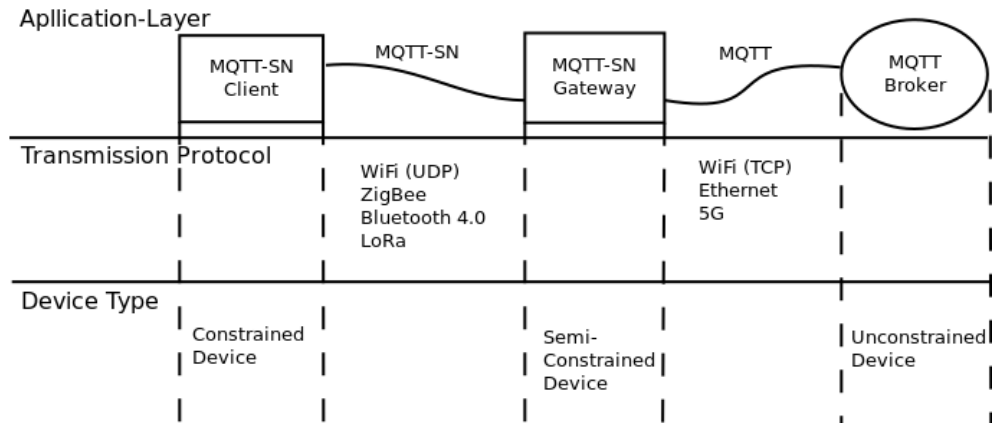 Apllication-Layer
MQTT-SN
Client
MQTT-SN
MQTT-SN
Gateway
MQTT
MQTT
Broker
Transmission Protocol
WiFi (UDP)
ZigBee
Bluetooth 4.0
LoRa
WiFi (TCP)
Ethernet
5G
Device Type
Constrained
Device
Semi-
Constrained
Device
Unconstrained
Device